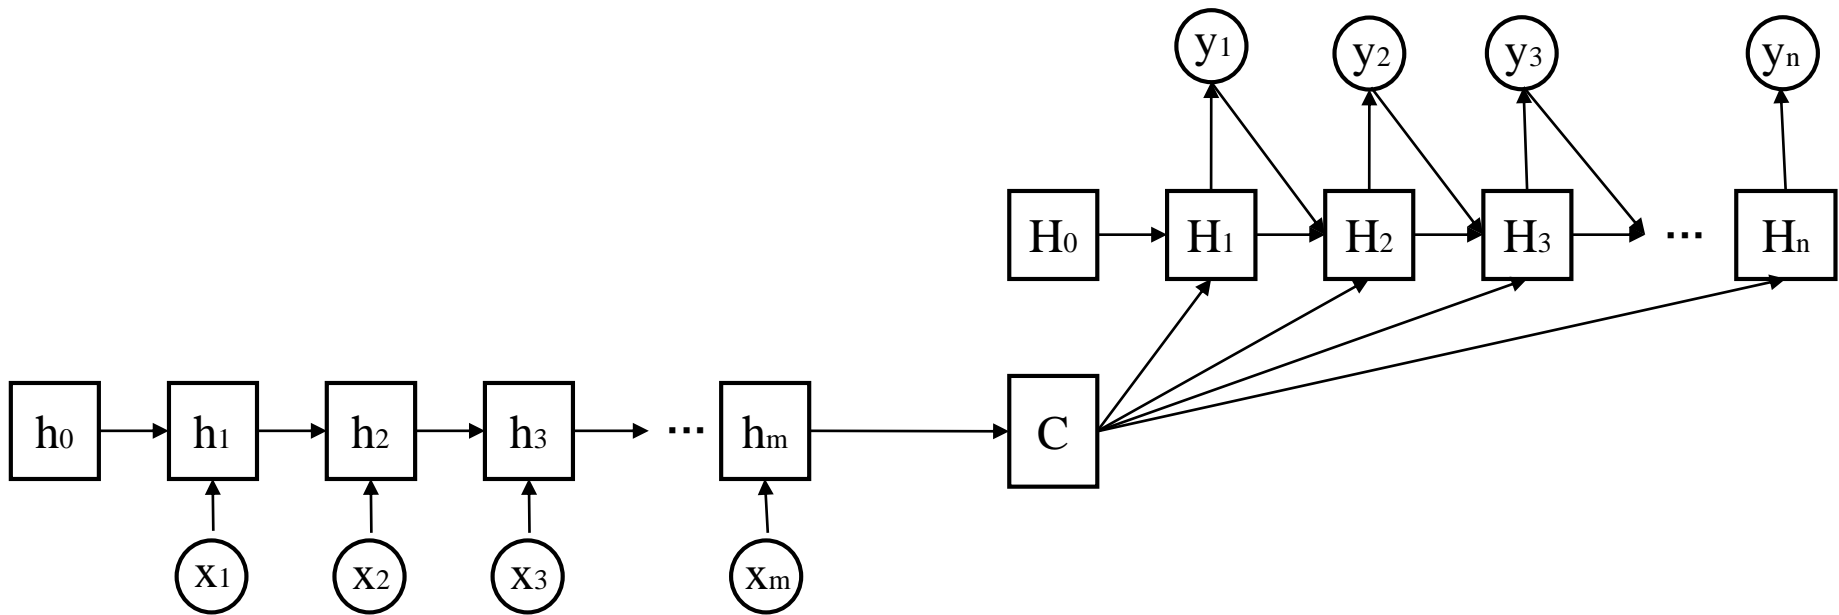 y1 y2 y3 yn
H0 H1 H2 H3 ... Hn
h0 h1 h2 h3 ... hm C
x1 x2 x3 xm